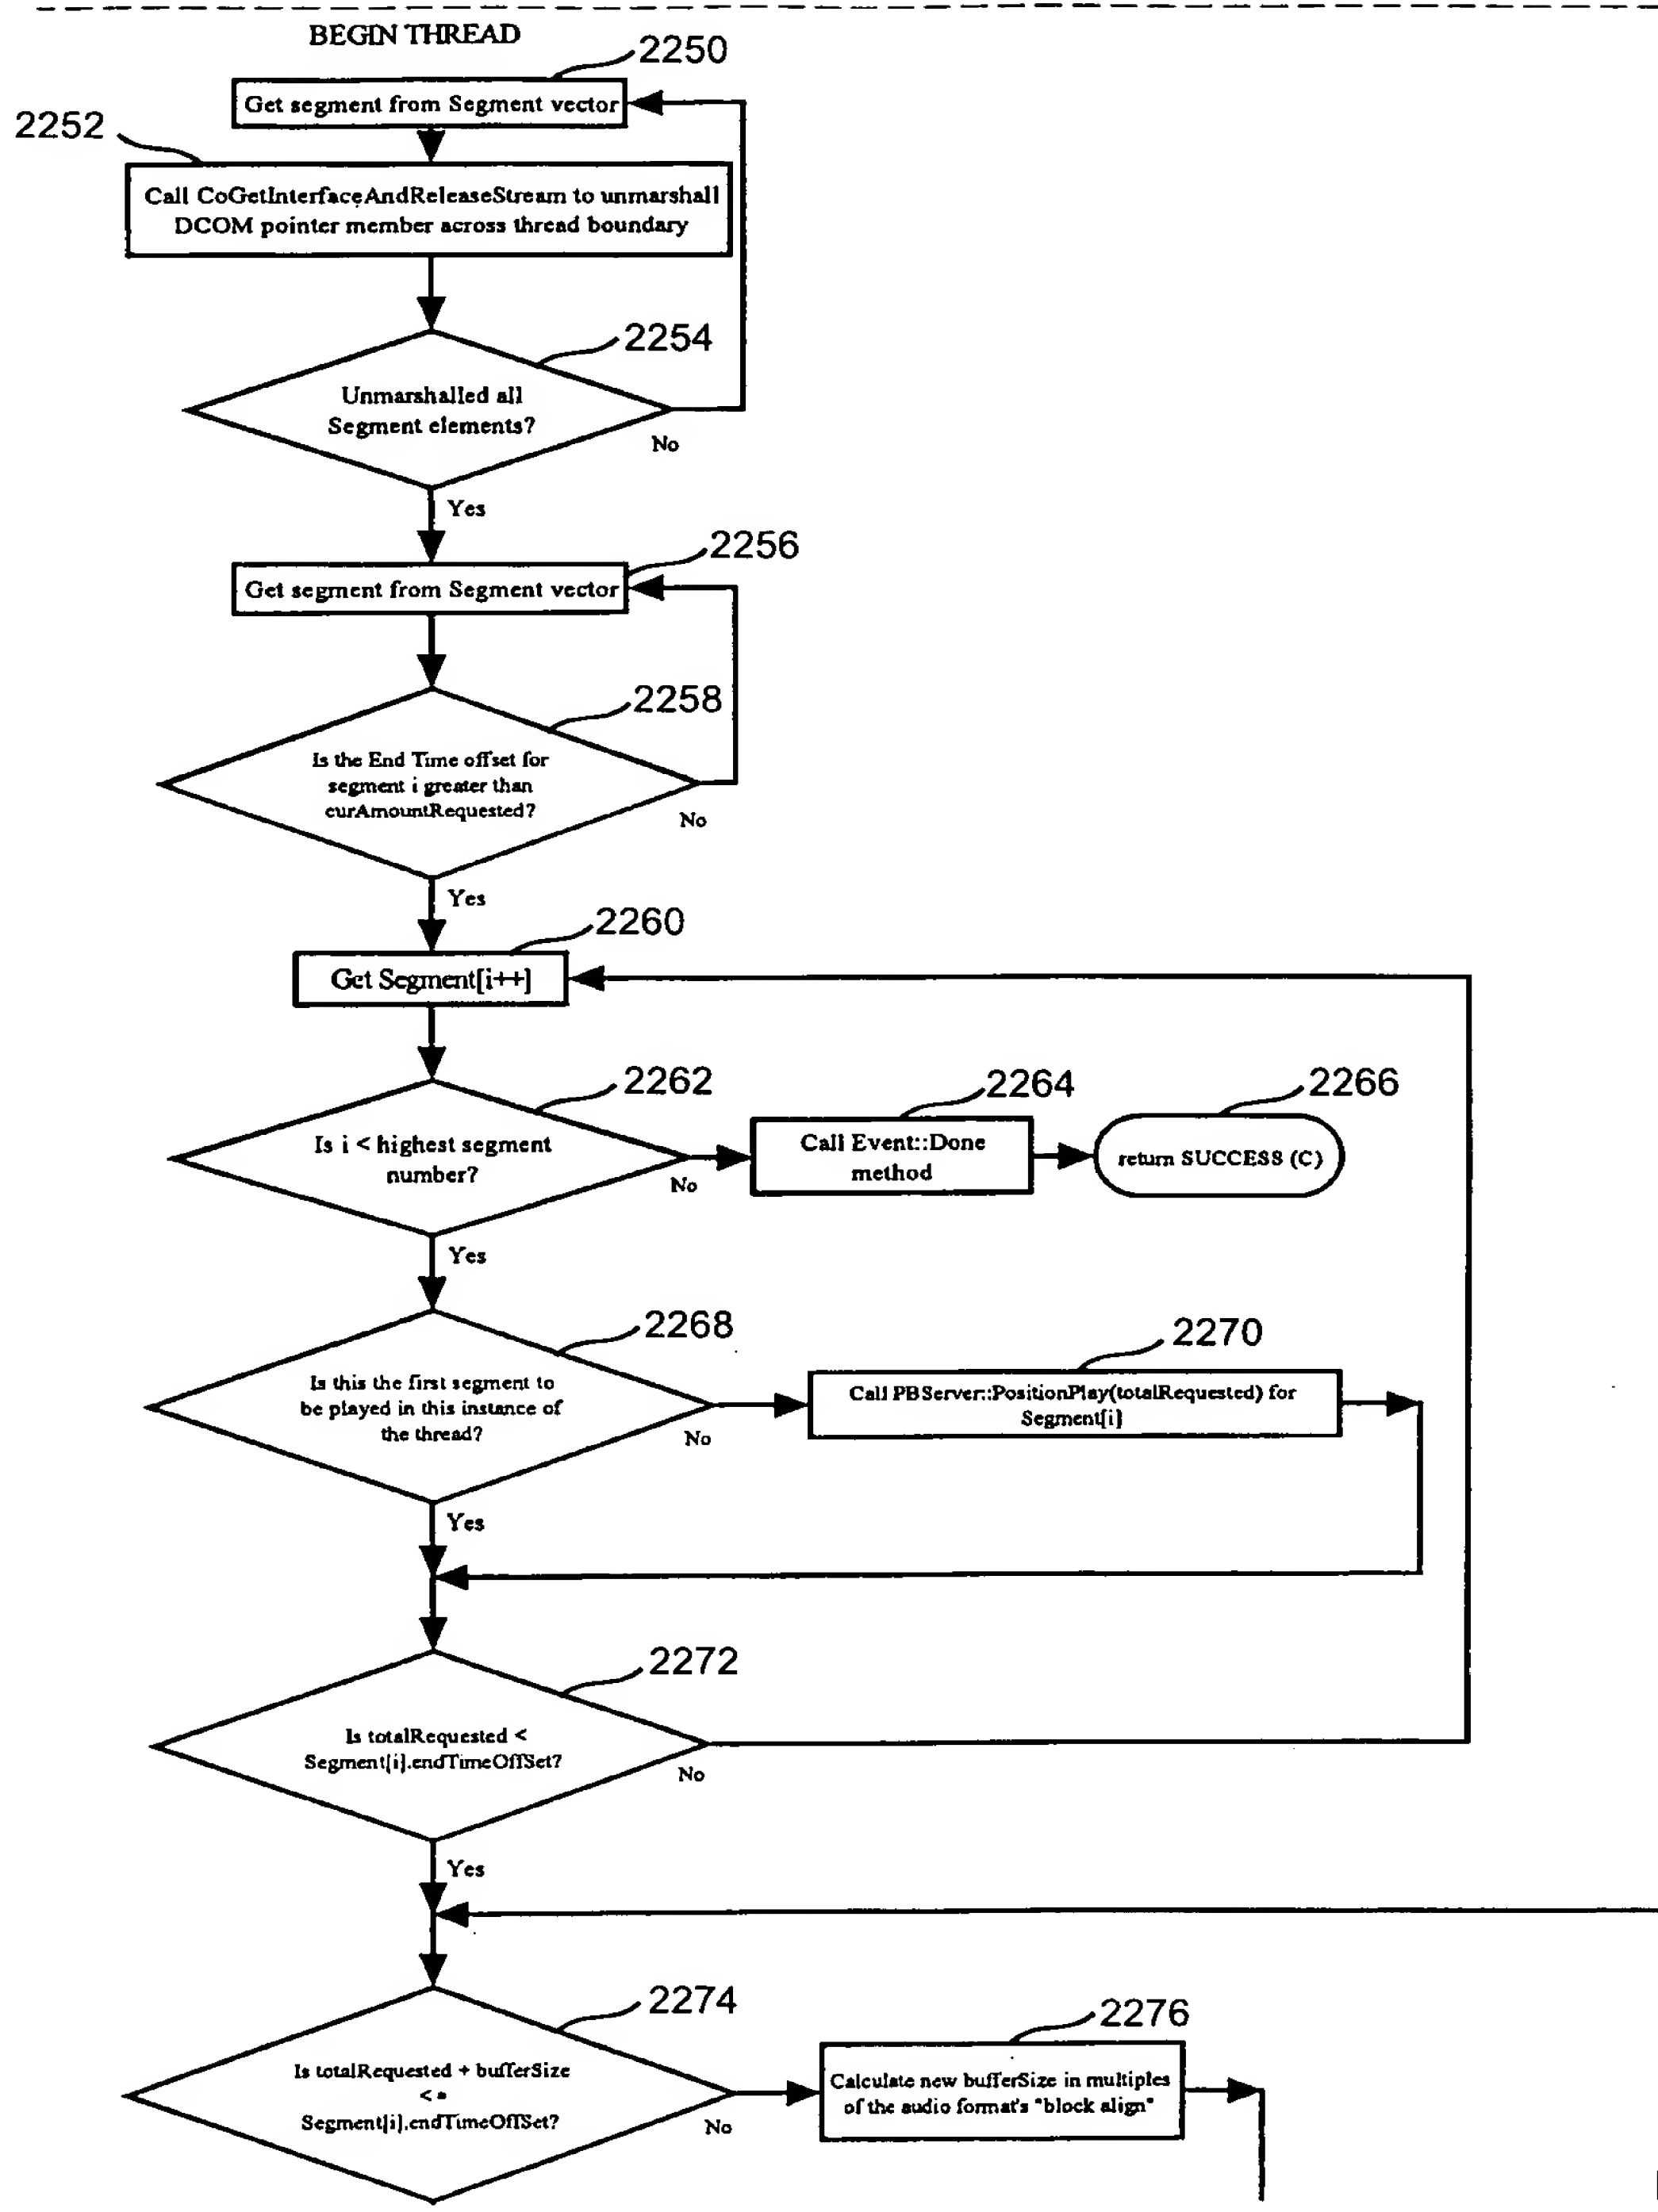 BEGIN THREAD
2250
Get segment from Segment vector
2252
Call CoGetInterfaceAndReleaseStream to unmarshall
DCOM pointer member across thread boundary
2254
Unmarshalled all
Segment elements?
No
Yes
2256
Get segment from Segment vector
2258
Is the End Time offset for
segment i greater than
curAmountRequested?
No
Yes
2260
Get Segment[i++]
2262
Is i < highest segment
number?
No
2264
Call Event::Done
method
2266
return SUCCESS (C)
Yes
2268
Is this the first segment to
be played in this instance of
the thread?
No
2270
Call PBServer::PositionPlay(totalRequested) for
Segment[i]
Yes
2272
Is totalRequested <
Segment[i].endTimeOffSet?
No
Yes
2274
Is totalRequested + bufferSize
<=
Segment[i].endTimeOffSet?
No
2276
Calculate new bufferSize in multiples
of the audio format's "block align"